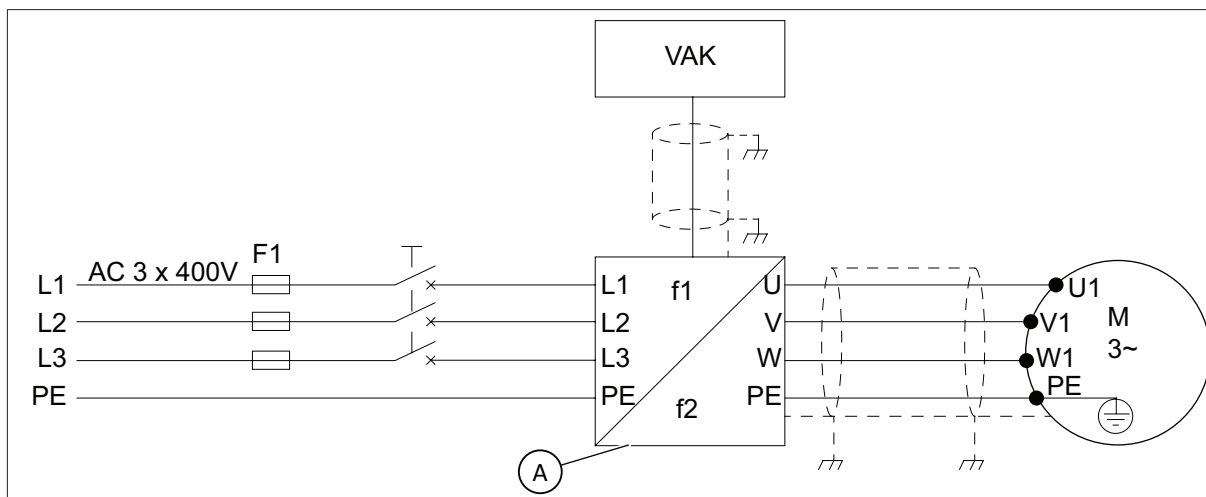 VAK
F1
AC 3 x 400V
L1 L1 f1 U U1
L2 L2 V V1 M
L3 L3 W W1 3~
PE PE f2 PE PE
A